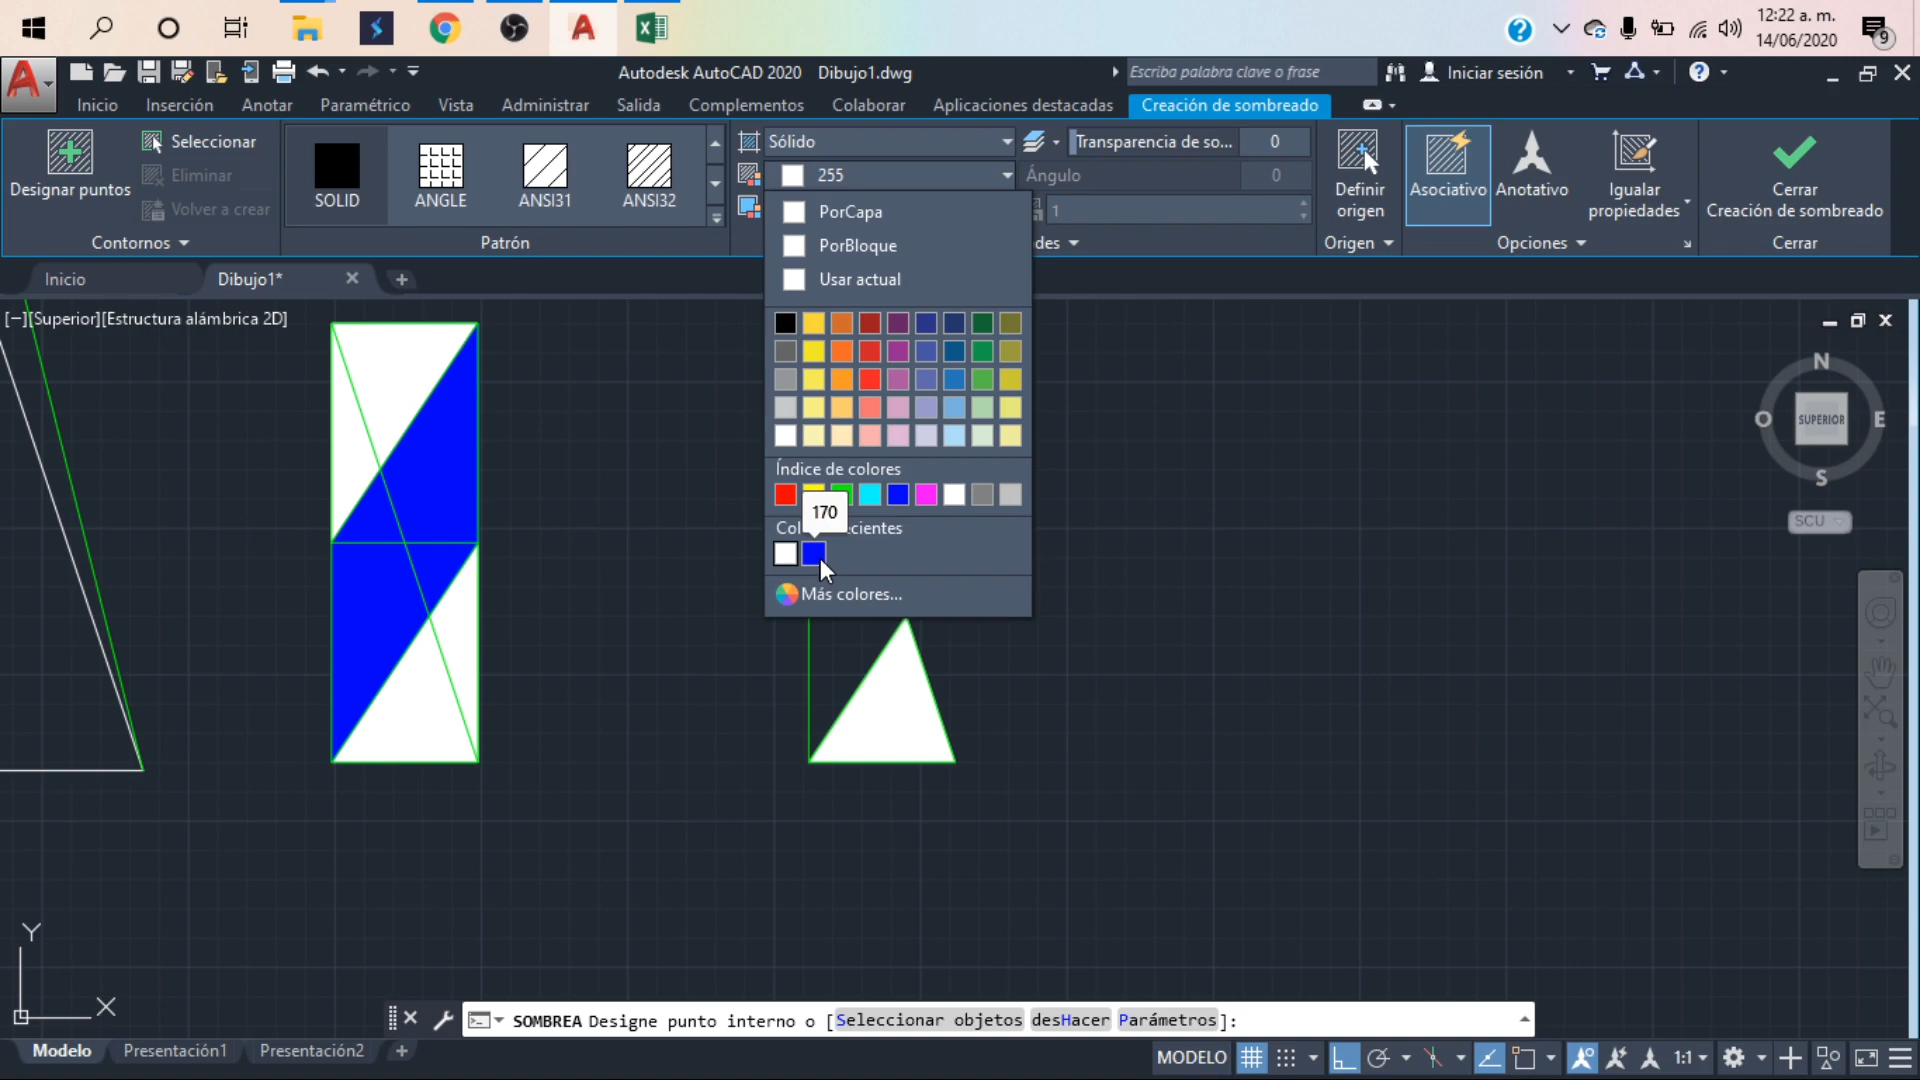 12:22 a. m.
14/06/2020
9
Autodesk AutoCAD 2020 Dibujo1.dwg
Escriba palabra clave o frase
Iniciar sesión
Inicio Inserción Anotar Paramétrico Vista Administrar Salida Complementos Colaborar Aplicaciones destacadas Creación de sombreado
Designar puntos
Seleccionar
Eliminar
Volver a crear
Contornos
SOLID ANGLE ANSI31 ANSI32
Patrón
Sólido
255
Transparencia de so... 0
Ángulo 0
1
des
Definir
origen
Origen
Asociativo
Anotativo
Igualar
propiedades
Opciones
Cerrar
Creación de sombreado
Cerrar
PorCapa
PorBloque
Usar actual
Índice de colores
170
Col ecientes
Más colores...
Inicio Dibujo1*
[−][Superior][Estructura alámbrica 2D]
N
O SUPERIOR E
S
SCU
Y
X
SOMBREA Designe punto interno o [Seleccionar objetos desHacer Parámetros]:
Modelo Presentación1 Presentación2
MODELO 1:1